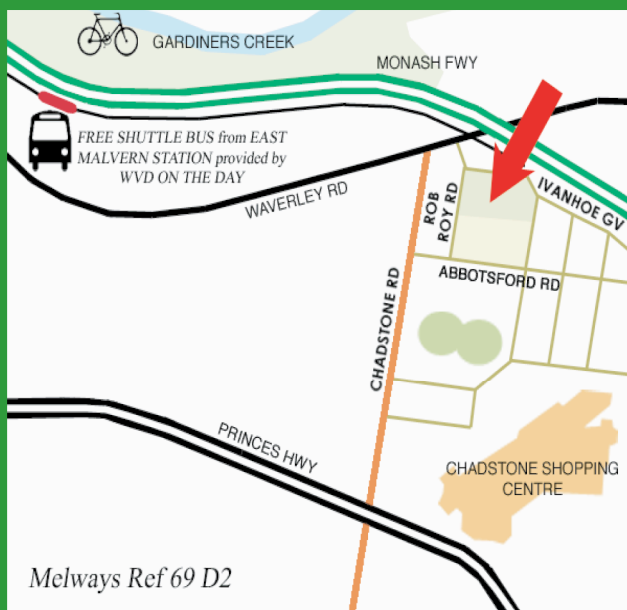 GARDINERS CREEK
MONASH FWY
FREE SHUTTLE BUS from EAST
MALVERN STATION provided by
WVD ON THE DAY
WAVERLEY RD
ROB
ROY RD
IVANHOE GV
ABBOTSFORD RD
CHADSTONE RD
PRINCES HWY
CHADSTONE SHOPPING
CENTRE
Melways Ref 69 D2